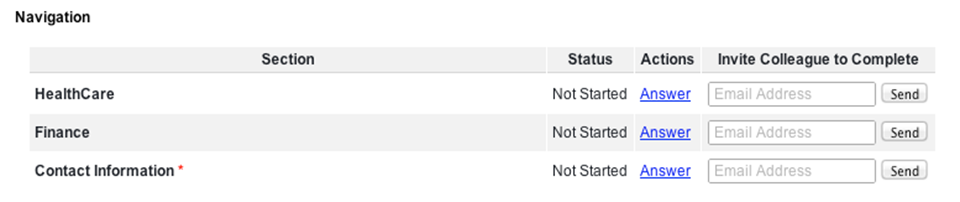 Navigation
Section Status Actions Invite Colleague to Complete
HealthCare Not Started Answer Email Address Send
Finance Not Started Answer Email Address Send
Contact Information * Not Started Answer Email Address Send